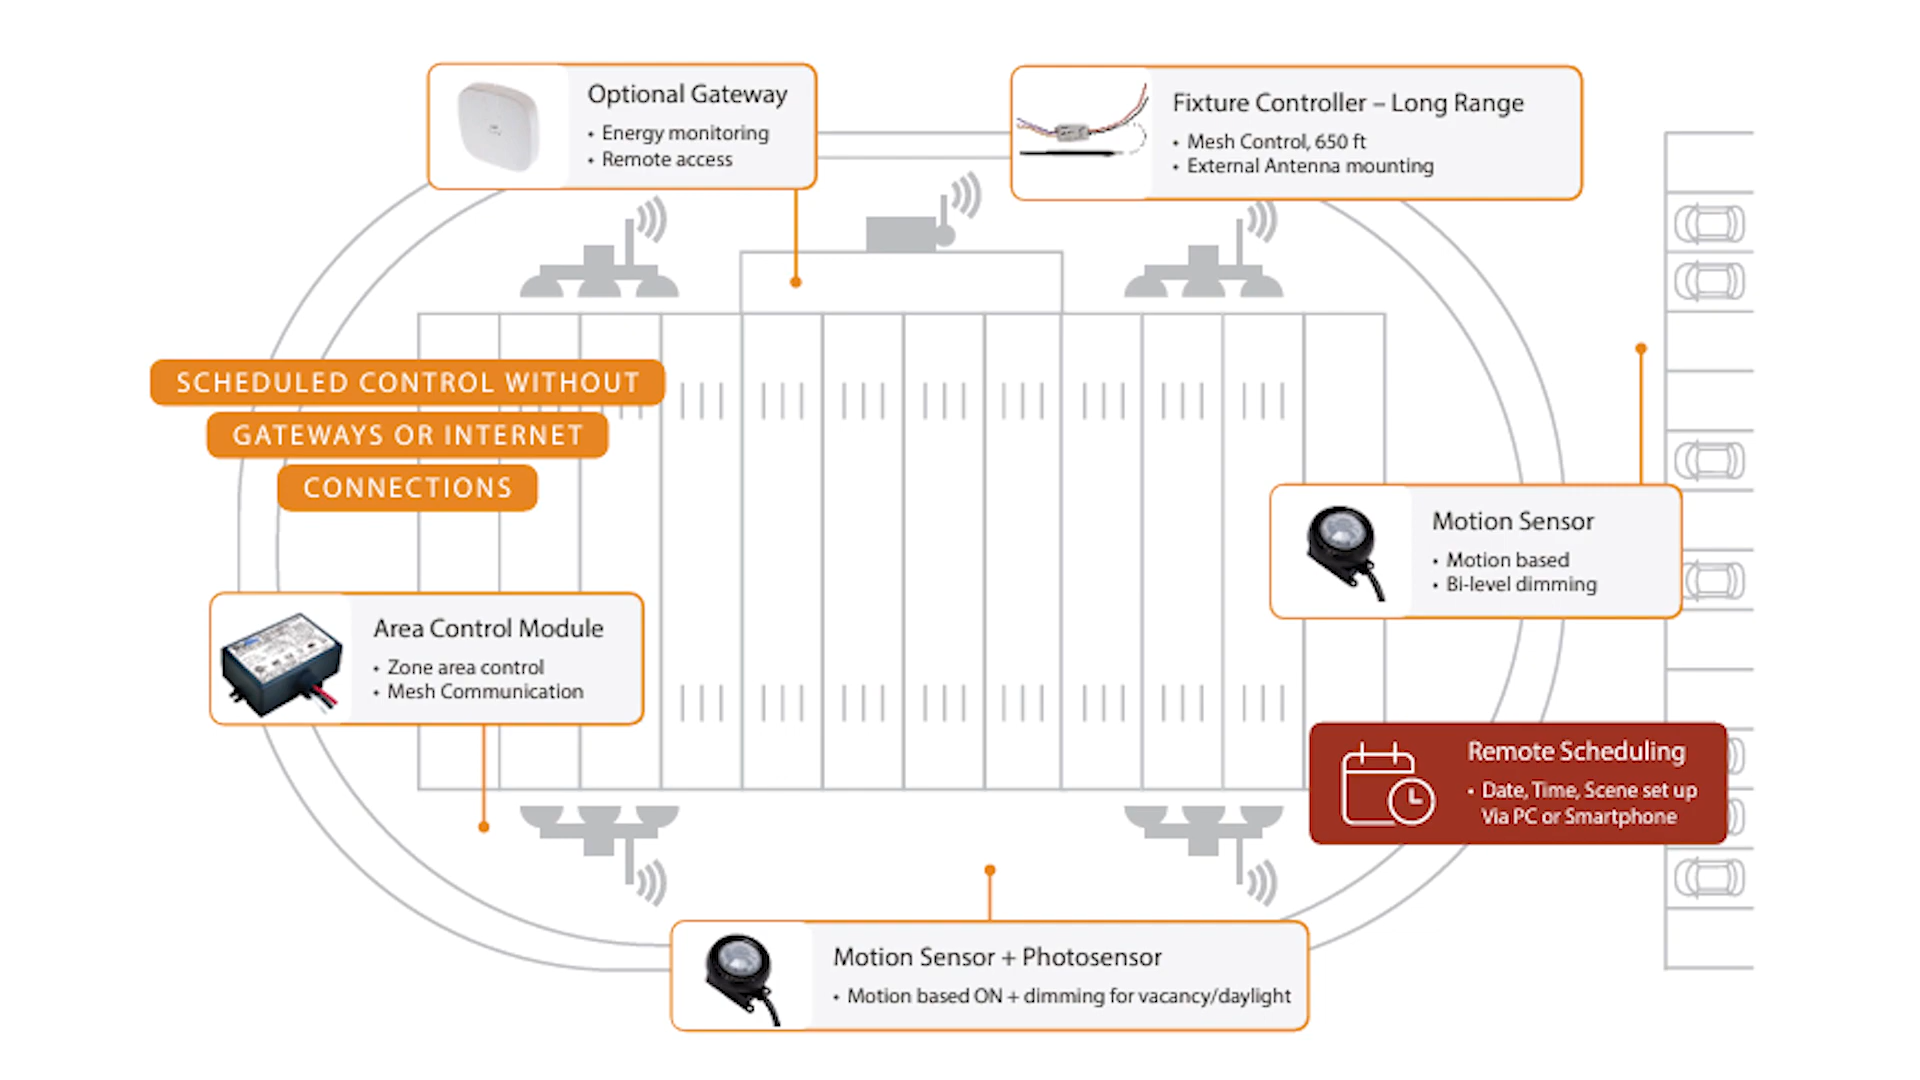 Optional Gateway
• Energy monitoring
• Remote access
Fixture Controller – Long Range
• Mesh Control, 650 ft
• External Antenna mounting
SCHEDULED CONTROL WITHOUT
GATEWAYS OR INTERNET
CONNECTIONS
Motion Sensor
• Motion based
• Bi-level dimming
Area Control Module
• Zone area control
• Mesh Communication
Remote Scheduling
• Date, Time, Scene set up
Via PC or Smartphone
Motion Sensor + Photosensor
• Motion based ON + dimming for vacancy/daylight